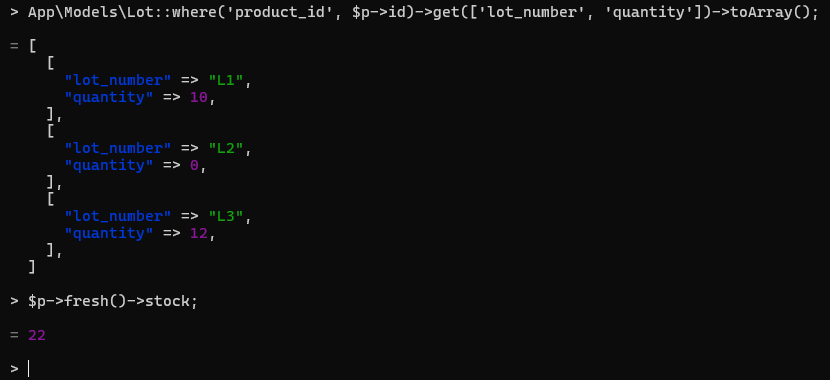 > App\Models\Lot::where('product_id', $p->id)->get(['lot_number', 'quantity'])->toArray();
= [
[
"lot_number" => "L1",
"quantity" => 10,
],
[
"lot_number" => "L2",
"quantity" => 0,
],
[
"lot_number" => "L3",
"quantity" => 12,
],
]
> $p->fresh()->stock;
= 22
>